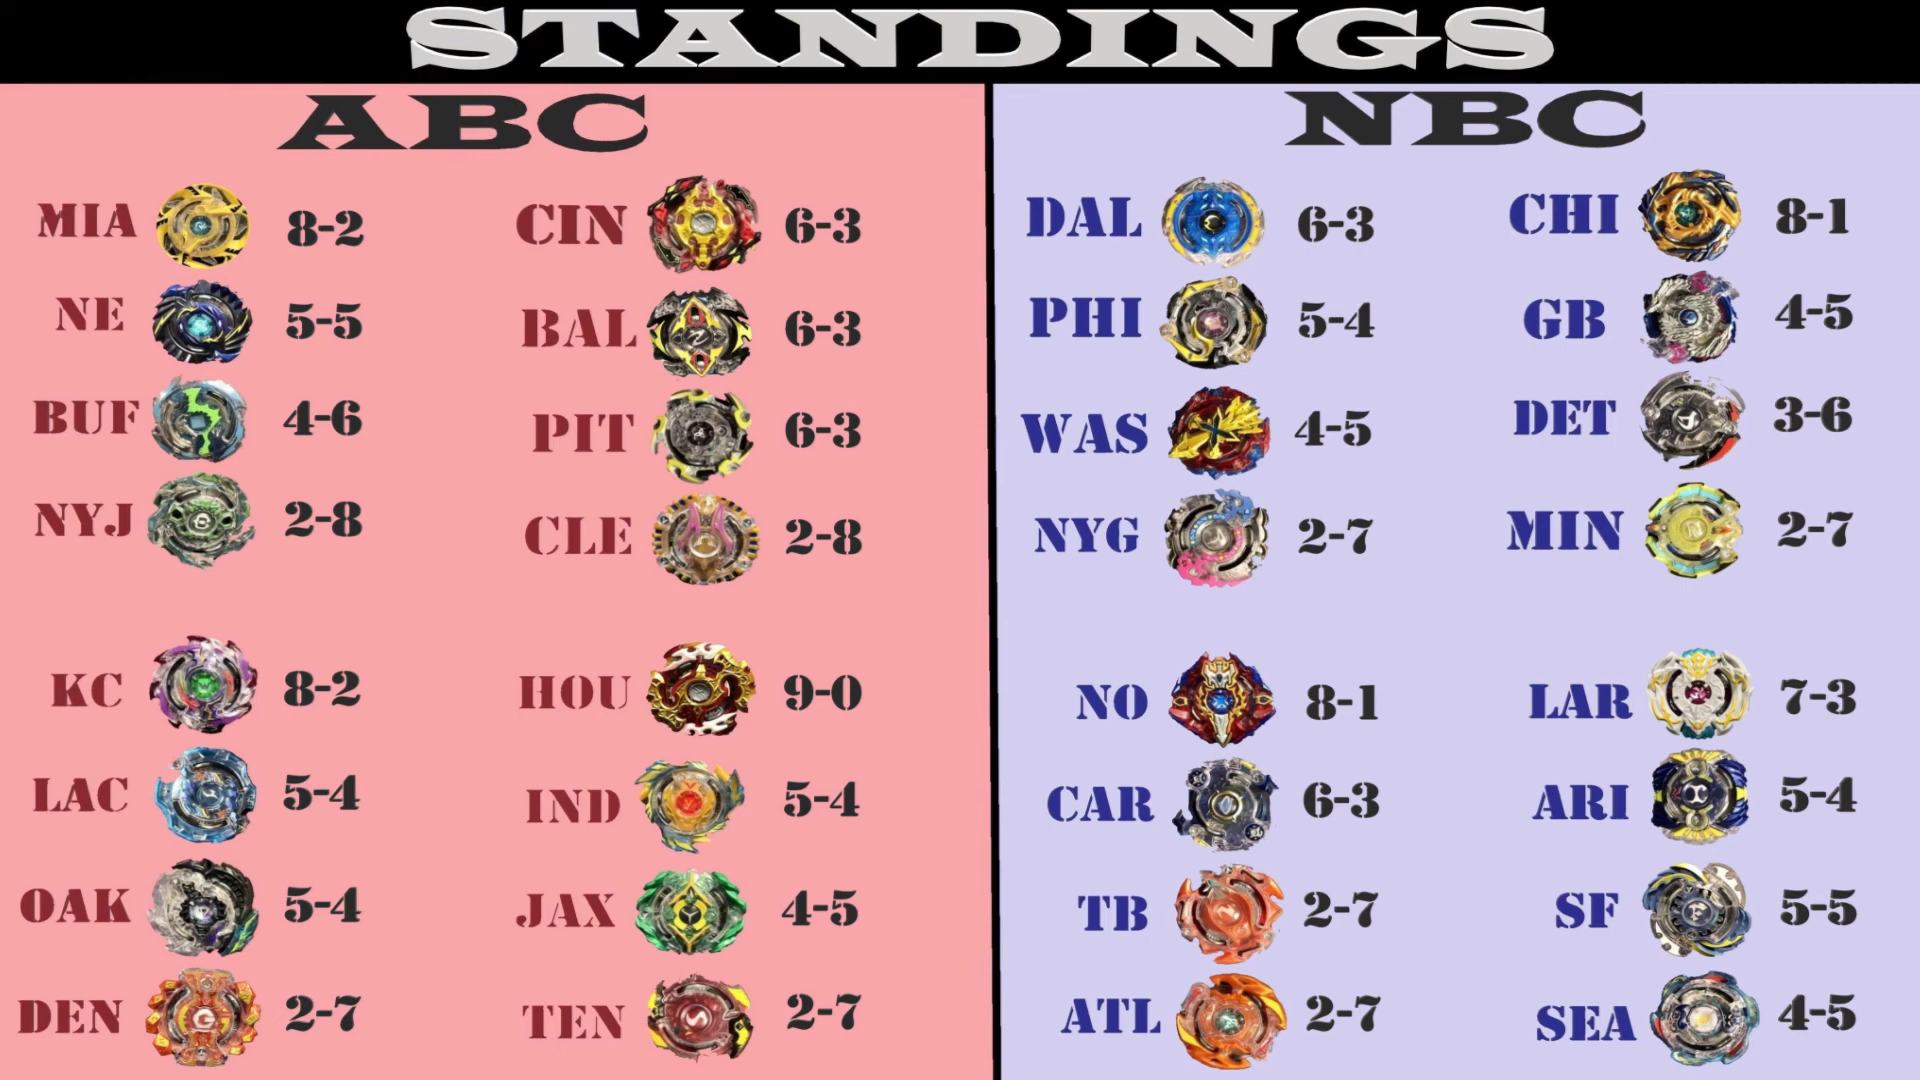 STANDINGS
ABC
MIA 8-2
NE 5-5
BUF 4-6
NYJ 2-8
CIN 6-3
BAL 6-3
PIT 6-3
CLE 2-8
KC 8-2
LAC 5-4
OAK 5-4
DEN 2-7
HOU 9-0
IND 5-4
JAX 4-5
TEN 2-7
NBC
DAL 6-3
PHI 5-4
WAS 4-5
NYG 2-7
CHI 8-1
GB 4-5
DET 3-6
MIN 2-7
NO 8-1
CAR 6-3
TB 2-7
ATL 2-7
LAR 7-3
ARI 5-4
SF 5-5
SEA 4-5